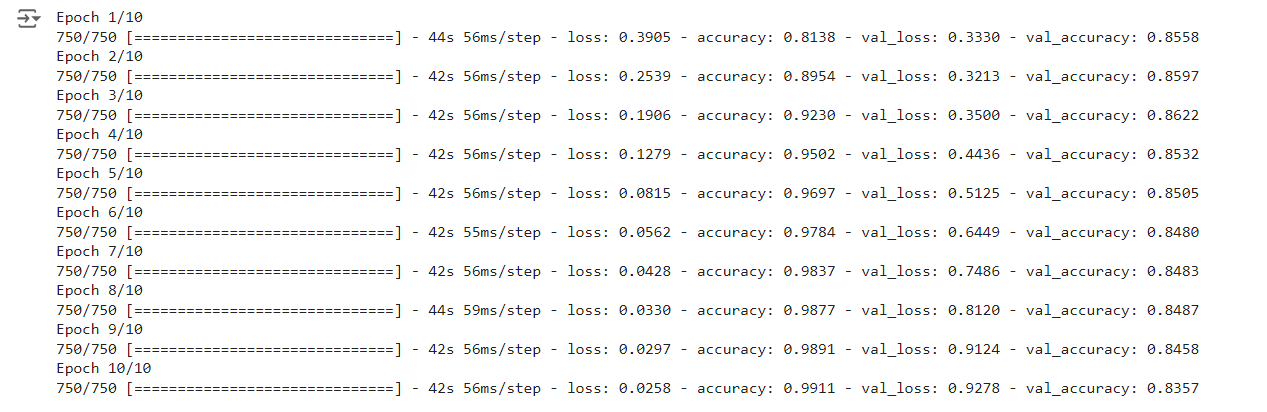 Epoch 1/10
750/750 [==============================] - 44s 56ms/step - loss: 0.3905 - accuracy: 0.8138 - val_loss: 0.3330 - val_accuracy: 0.8558
Epoch 2/10
750/750 [==============================] - 42s 56ms/step - loss: 0.2539 - accuracy: 0.8954 - val_loss: 0.3213 - val_accuracy: 0.8597
Epoch 3/10
750/750 [==============================] - 42s 56ms/step - loss: 0.1906 - accuracy: 0.9230 - val_loss: 0.3500 - val_accuracy: 0.8622
Epoch 4/10
750/750 [==============================] - 42s 56ms/step - loss: 0.1279 - accuracy: 0.9502 - val_loss: 0.4436 - val_accuracy: 0.8532
Epoch 5/10
750/750 [==============================] - 42s 56ms/step - loss: 0.0815 - accuracy: 0.9697 - val_loss: 0.5125 - val_accuracy: 0.8505
Epoch 6/10
750/750 [==============================] - 42s 55ms/step - loss: 0.0562 - accuracy: 0.9784 - val_loss: 0.6449 - val_accuracy: 0.8480
Epoch 7/10
750/750 [==============================] - 42s 56ms/step - loss: 0.0428 - accuracy: 0.9837 - val_loss: 0.7486 - val_accuracy: 0.8483
Epoch 8/10
750/750 [==============================] - 44s 59ms/step - loss: 0.0330 - accuracy: 0.9877 - val_loss: 0.8120 - val_accuracy: 0.8487
Epoch 9/10
750/750 [==============================] - 42s 56ms/step - loss: 0.0297 - accuracy: 0.9891 - val_loss: 0.9124 - val_accuracy: 0.8458
Epoch 10/10
750/750 [==============================] - 42s 56ms/step - loss: 0.0258 - accuracy: 0.9911 - val_loss: 0.9278 - val_accuracy: 0.8357